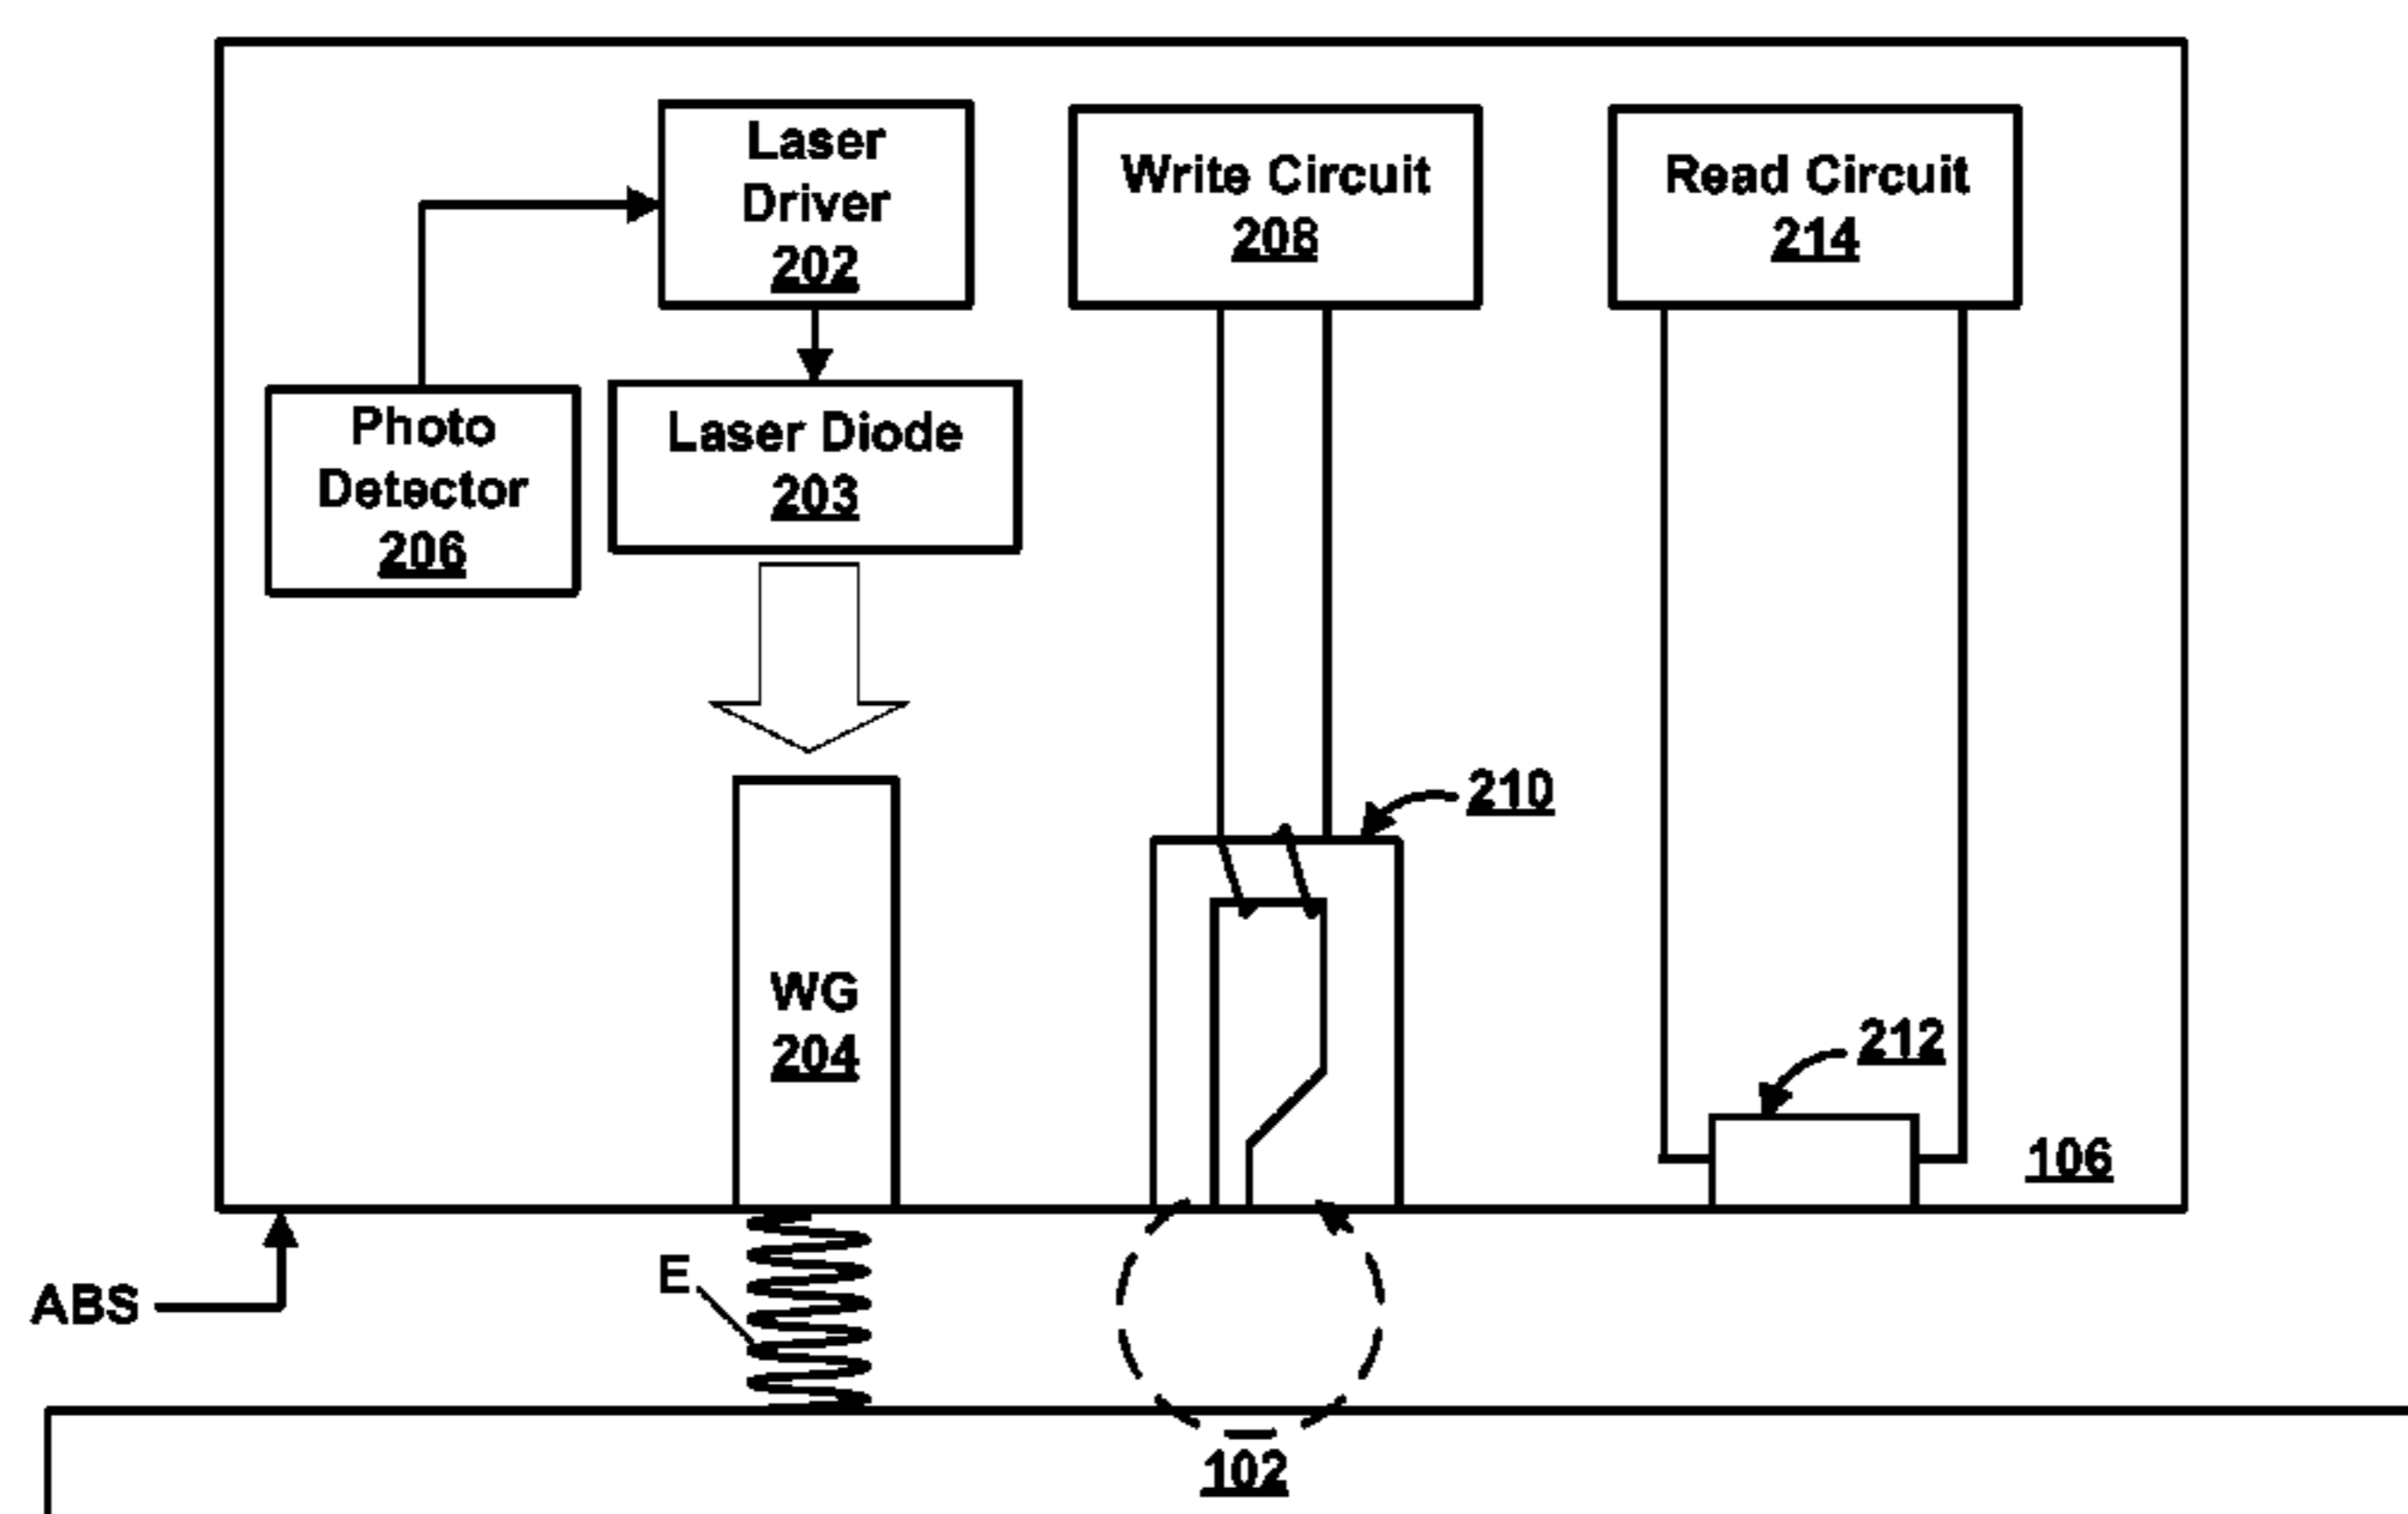 Laser
Driver
202
Write Circuit
208
Read Circuit
214
Photo
Detector
206
Laser Diode
203
210
WG
204
212
106
ABS
E
102